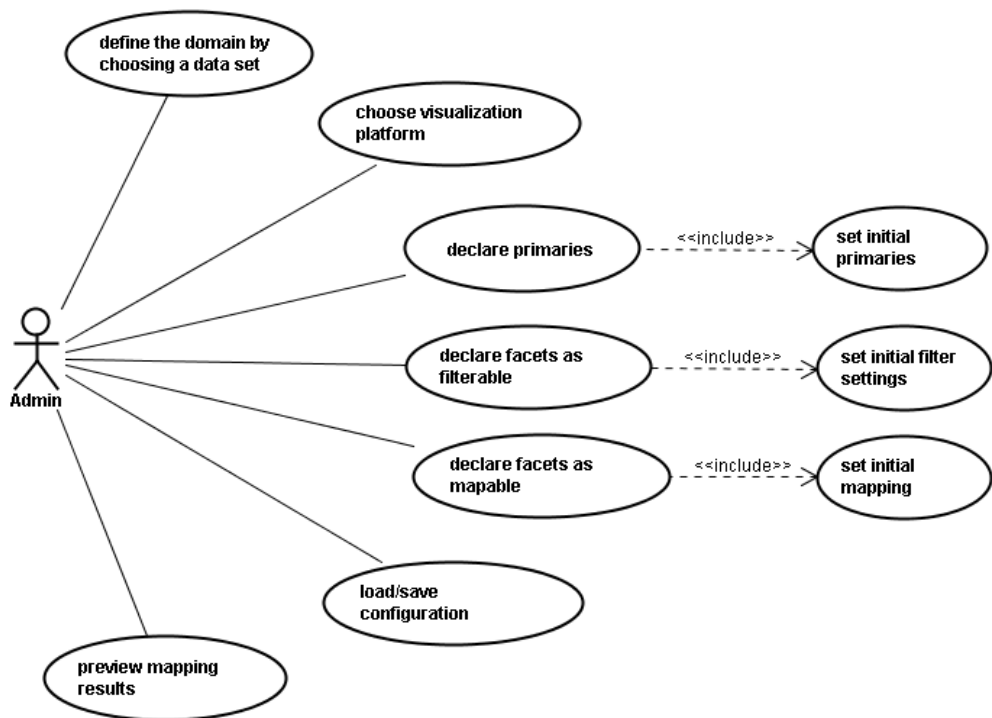 define the domain by
choosing a data set
choose visualization
platform
declare primaries
<<include>>
set initial
primaries
declare facets as
filterable
<<include>>
set initial filter
settings
Admin
declare facets as
mapable
<<include>>
set initial
mapping
load/save
configuration
preview mapping
results